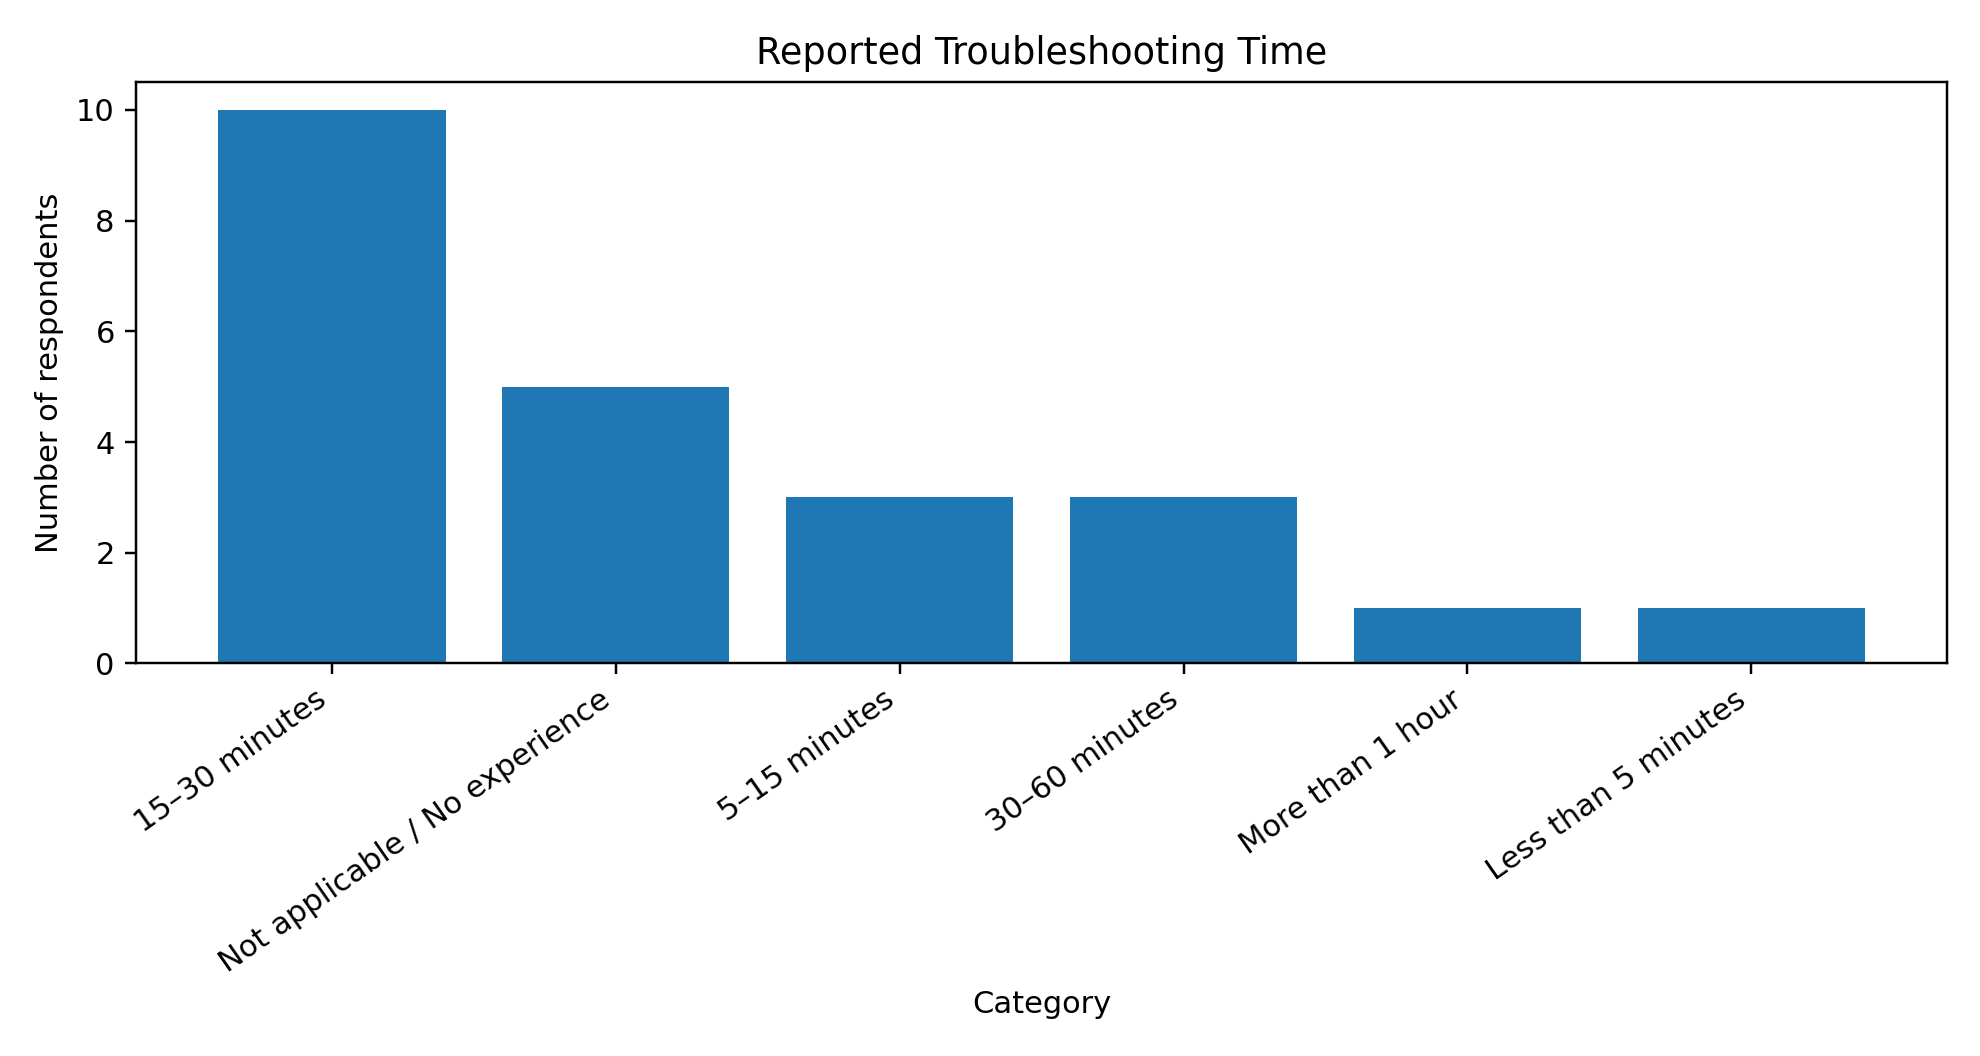 Reported Troubleshooting Time
Number of respondents
10
8
6
4
2
0
15–30 minutes
Not applicable / No experience
5–15 minutes
30–60 minutes
More than 1 hour
Less than 5 minutes
Category